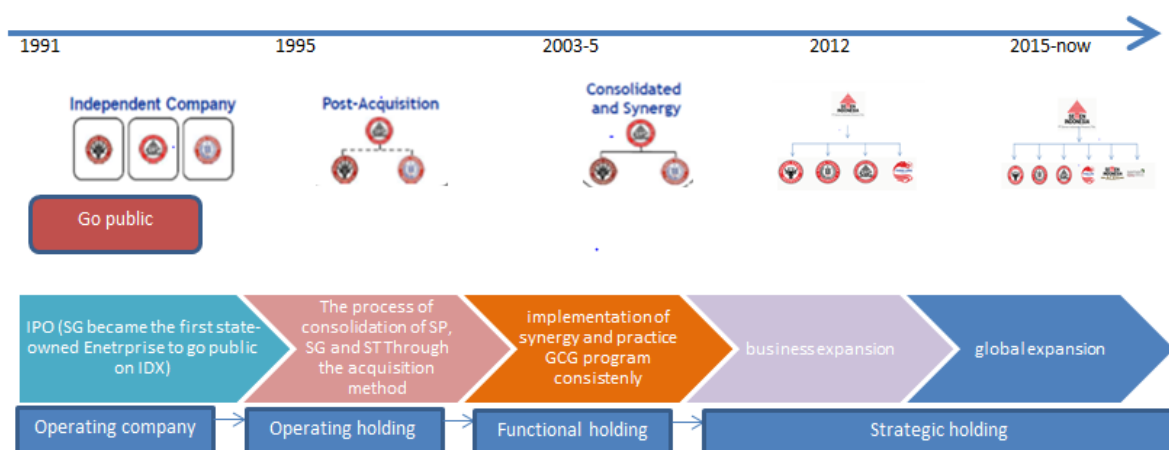 1991
1995
2003-5
2012
2015-now
Independent Company
Post-Acquisition
Consolidated
and Synergy
INDONESIA
INDONESIA
Go public
IPO (SG became the first state-
owned Enetrprise to go public
on IDX)
The process of
consolidation of SP,
SG and ST Through
the acquisition
method
implementation of
synergy and practice
GCG program
consistenly
business expansion
global expansion
Operating company
Operating holding
Functional holding
Strategic holding